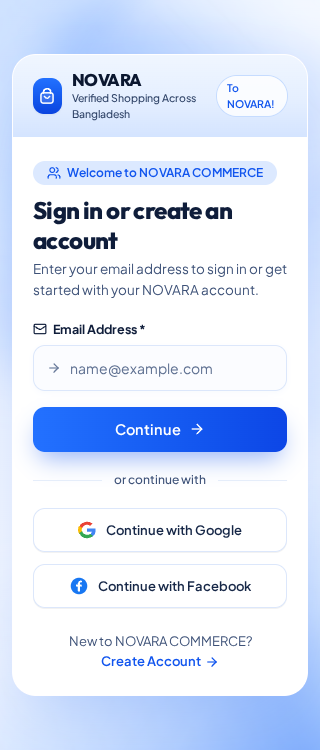 NOVARA
Verified Shopping Across
Bangladesh
To
NOVARA!
Welcome to NOVARA COMMERCE
Sign in or create an
account
Enter your email address to sign in or get
started with your NOVARA account.
Email Address *
name@example.com
Continue
or continue with
Continue with Google
Continue with Facebook
New to NOVARA COMMERCE?
Create Account